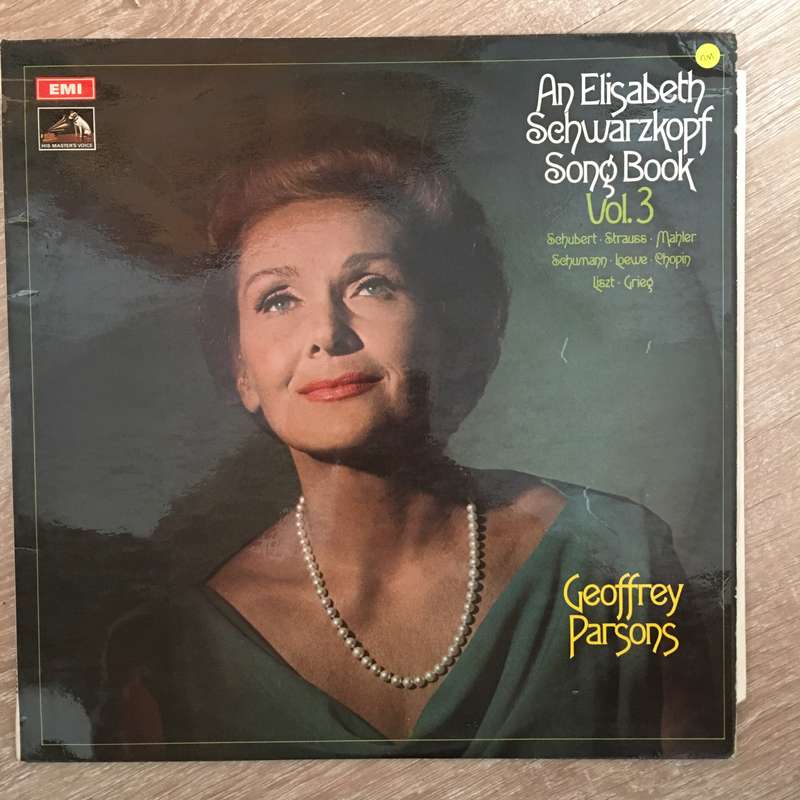 EMI
HIS MASTER'S VOICE
An Elisabeth
Schwarzkopf
Song Book
Vol. 3
Schubert · Strauss · Mahler
Schumann · Loewe · Chopin
Liszt · Grieg
Geoffrey
Parsons